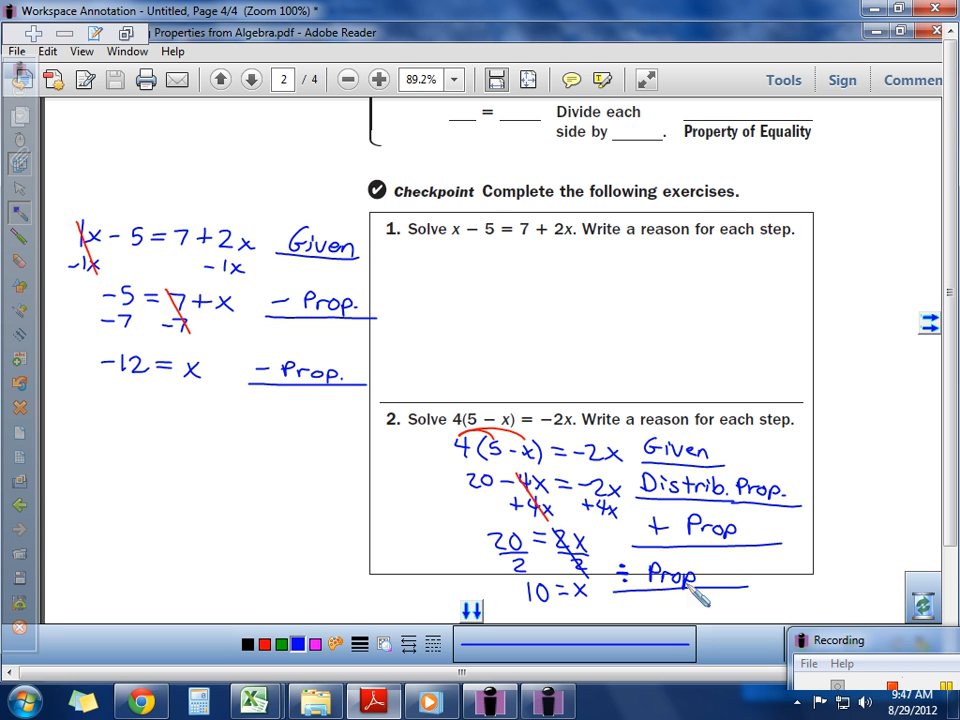 Workspace Annotation - Untitled, Page 4/4 (Zoom 100%) *
Properties from Algebra.pdf - Adobe Reader
File Edit View Window Help
2 / 4 89.2% Tools Sign Commen
___ = ____ Divide each
side by _____. Property of Equality
Checkpoint Complete the following exercises.
1. Solve x − 5 = 7 + 2x. Write a reason for each step.
1x - 5 = 7 + 2x Given
-1x -1x
-5 = 7 + x - Prop.
-7 -7
-12 = x - Prop.
2. Solve 4(5 − x) = −2x. Write a reason for each step.
4(5 - x) = -2x Given
20 - 4x = -2x Distrib. Prop.
+4x +4x
+ Prop
20 = 2x
2 2
÷ Prop
10 = x
Recording
File Help
9:47 AM
8/29/2012